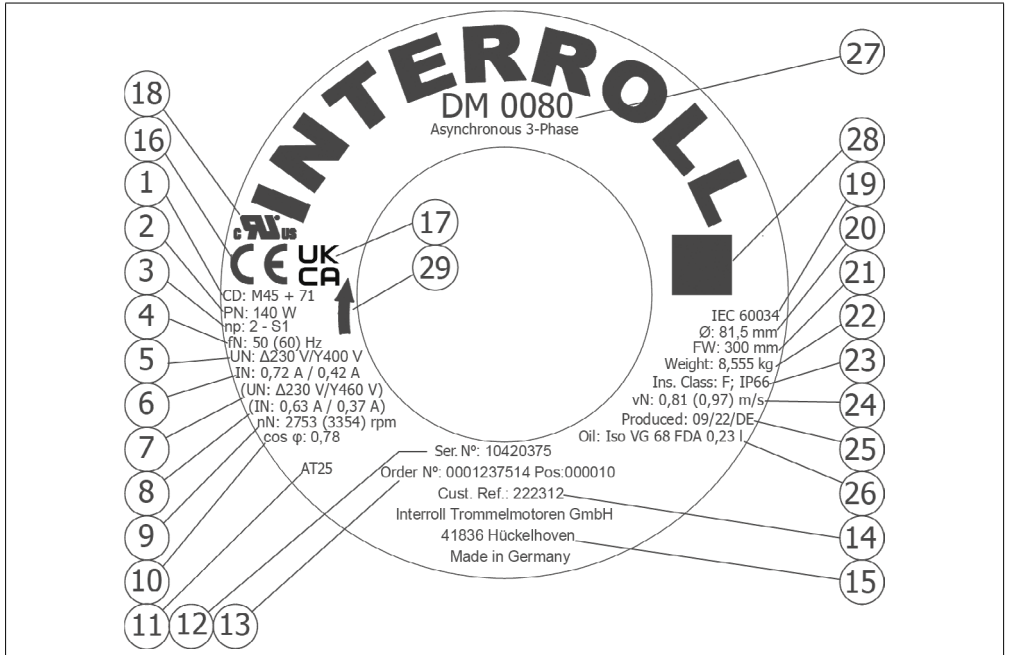 INTERROLL
DM 0080
Asynchronous 3-Phase
27
18
16
1
2
3
4
5
6
7
8
9
10
11
12
13
17
29
28
19
20
21
22
23
24
25
26
14
15
c RU us
CE
UK
CA
CD: M45 + 71
PN: 140 W
np: 2 - S1
fN: 50 (60) Hz
UN: Δ230 V/Y400 V
IN: 0,72 A / 0,42 A
(UN: Δ230 V/Y460 V)
(IN: 0,63 A / 0,37 A)
nN: 2753 (3354) rpm
cos φ: 0,78
AT25
IEC 60034
Ø: 81,5 mm
FW: 300 mm
Weight: 8,555 kg
Ins. Class: F; IP66
vN: 0,81 (0,97) m/s
Produced: 09/22/DE
Oil: Iso VG 68 FDA 0,23 l
Ser. Nº: 10420375
Order Nº: 0001237514 Pos:000010
Cust. Ref.: 222312
Interroll Trommelmotoren GmbH
41836 Hückelhoven
Made in Germany